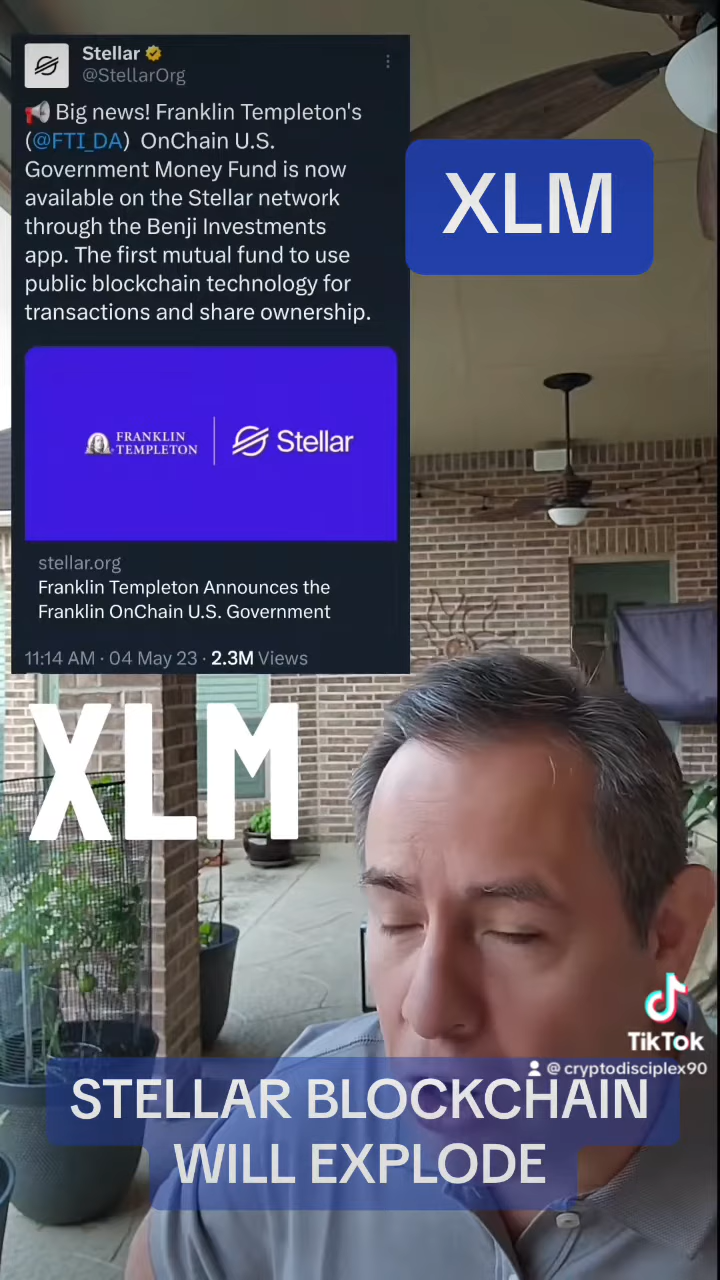 Stellar
@StellarOrg
📢 Big news! Franklin Templeton's
(@FTI_DA) OnChain U.S.
Government Money Fund is now
available on the Stellar network
through the Benji Investments
app. The first mutual fund to use
public blockchain technology for
transactions and share ownership.
FRANKLIN
TEMPLETON
Stellar
stellar.org
Franklin Templeton Announces the
Franklin OnChain U.S. Government
11:14 AM · 04 May 23 · 2.3M Views
XLM
XLM
TikTok
@cryptodisciplex90
STELLAR BLOCKCHAIN
WILL EXPLODE